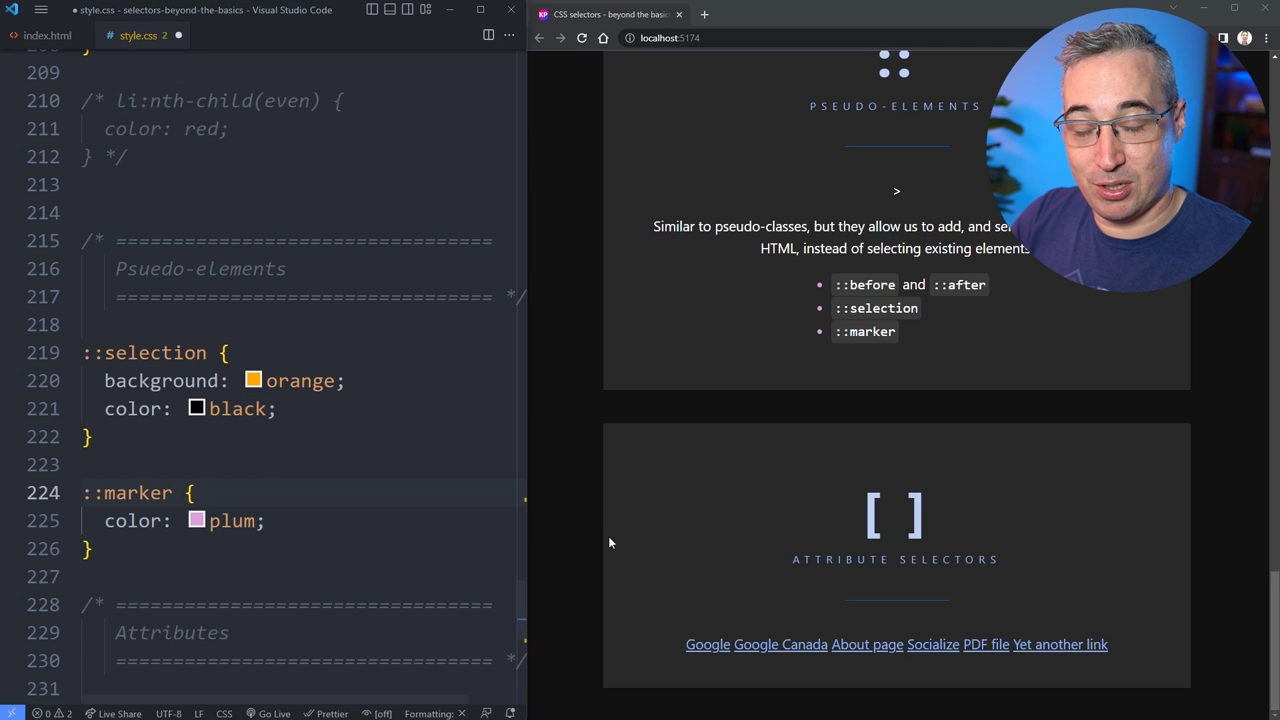 style.css - selectors-beyond-the-basics - Visual Studio Code
index.html
# style.css 2
209
210 /* li:nth-child(even) {
211 color: red;
212 } */
213
214
215 /* ================================
216 Psuedo-elements
217 ================================ */
218
219 ::selection {
220 background: orange;
221 color: black;
222 }
223
224 ::marker {
225 color: plum;
226 }
227
228 /* ================================
229 Attributes
230 ================================ */
231
0 2 Live Share UTF-8 LF CSS Go Live Prettier [off] Formatting: ×
KP CSS selectors - beyond the basic
localhost:5174
PSEUDO-ELEMENTS
>
Similar to pseudo-classes, but they allow us to add, and
HTML, instead of selecting existing elements
::before and ::after
::selection
::marker
[ ]
ATTRIBUTE SELECTORS
Google Google Canada About page Socialize PDF file Yet another link